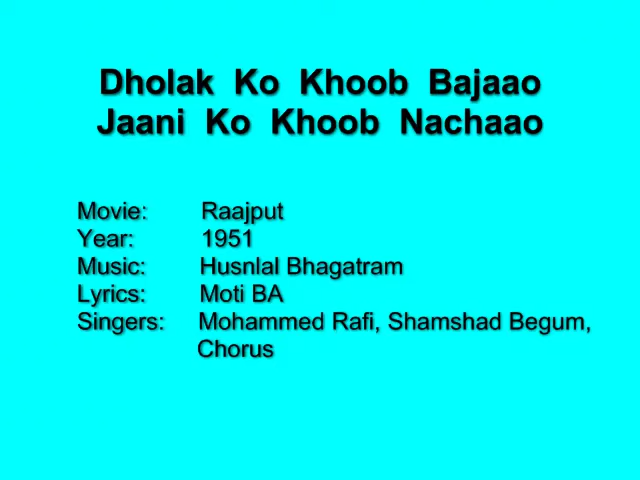 Dholak Ko Khoob Bajaao
Jaani Ko Khoob Nachaao
Movie: Raajput
Year: 1951
Music: Husnlal Bhagatram
Lyrics: Moti BA
Singers: Mohammed Rafi, Shamshad Begum,
Chorus